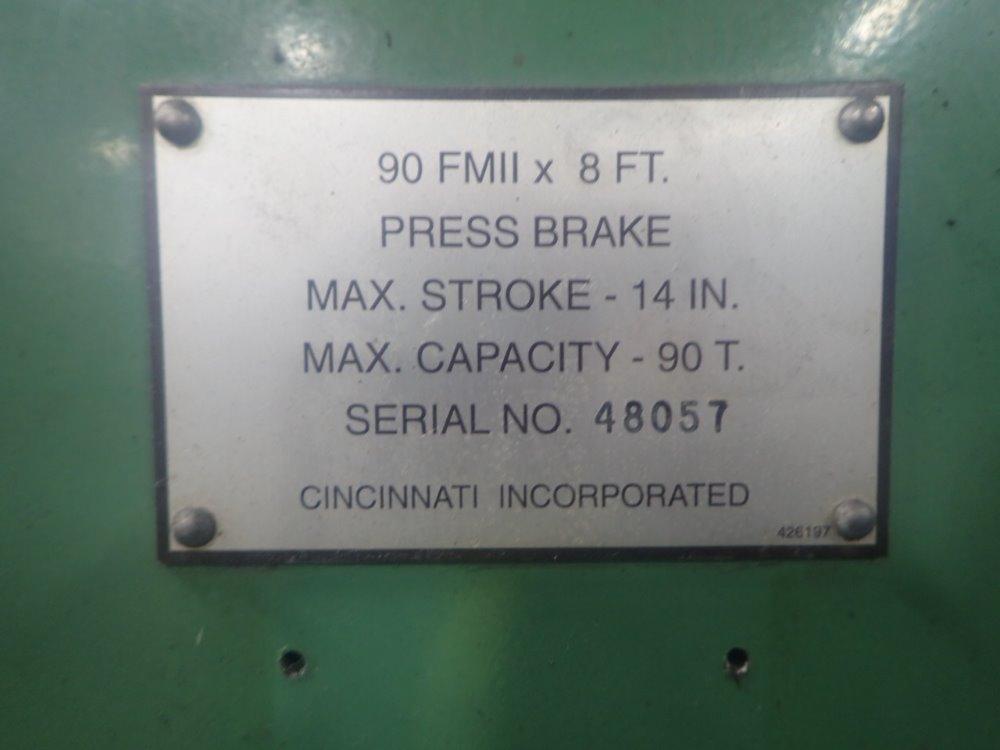 90 FMII x 8 FT.
PRESS BRAKE
MAX. STROKE - 14 IN.
MAX. CAPACITY - 90 T.
SERIAL NO. 48057
CINCINNATI INCORPORATED
426197